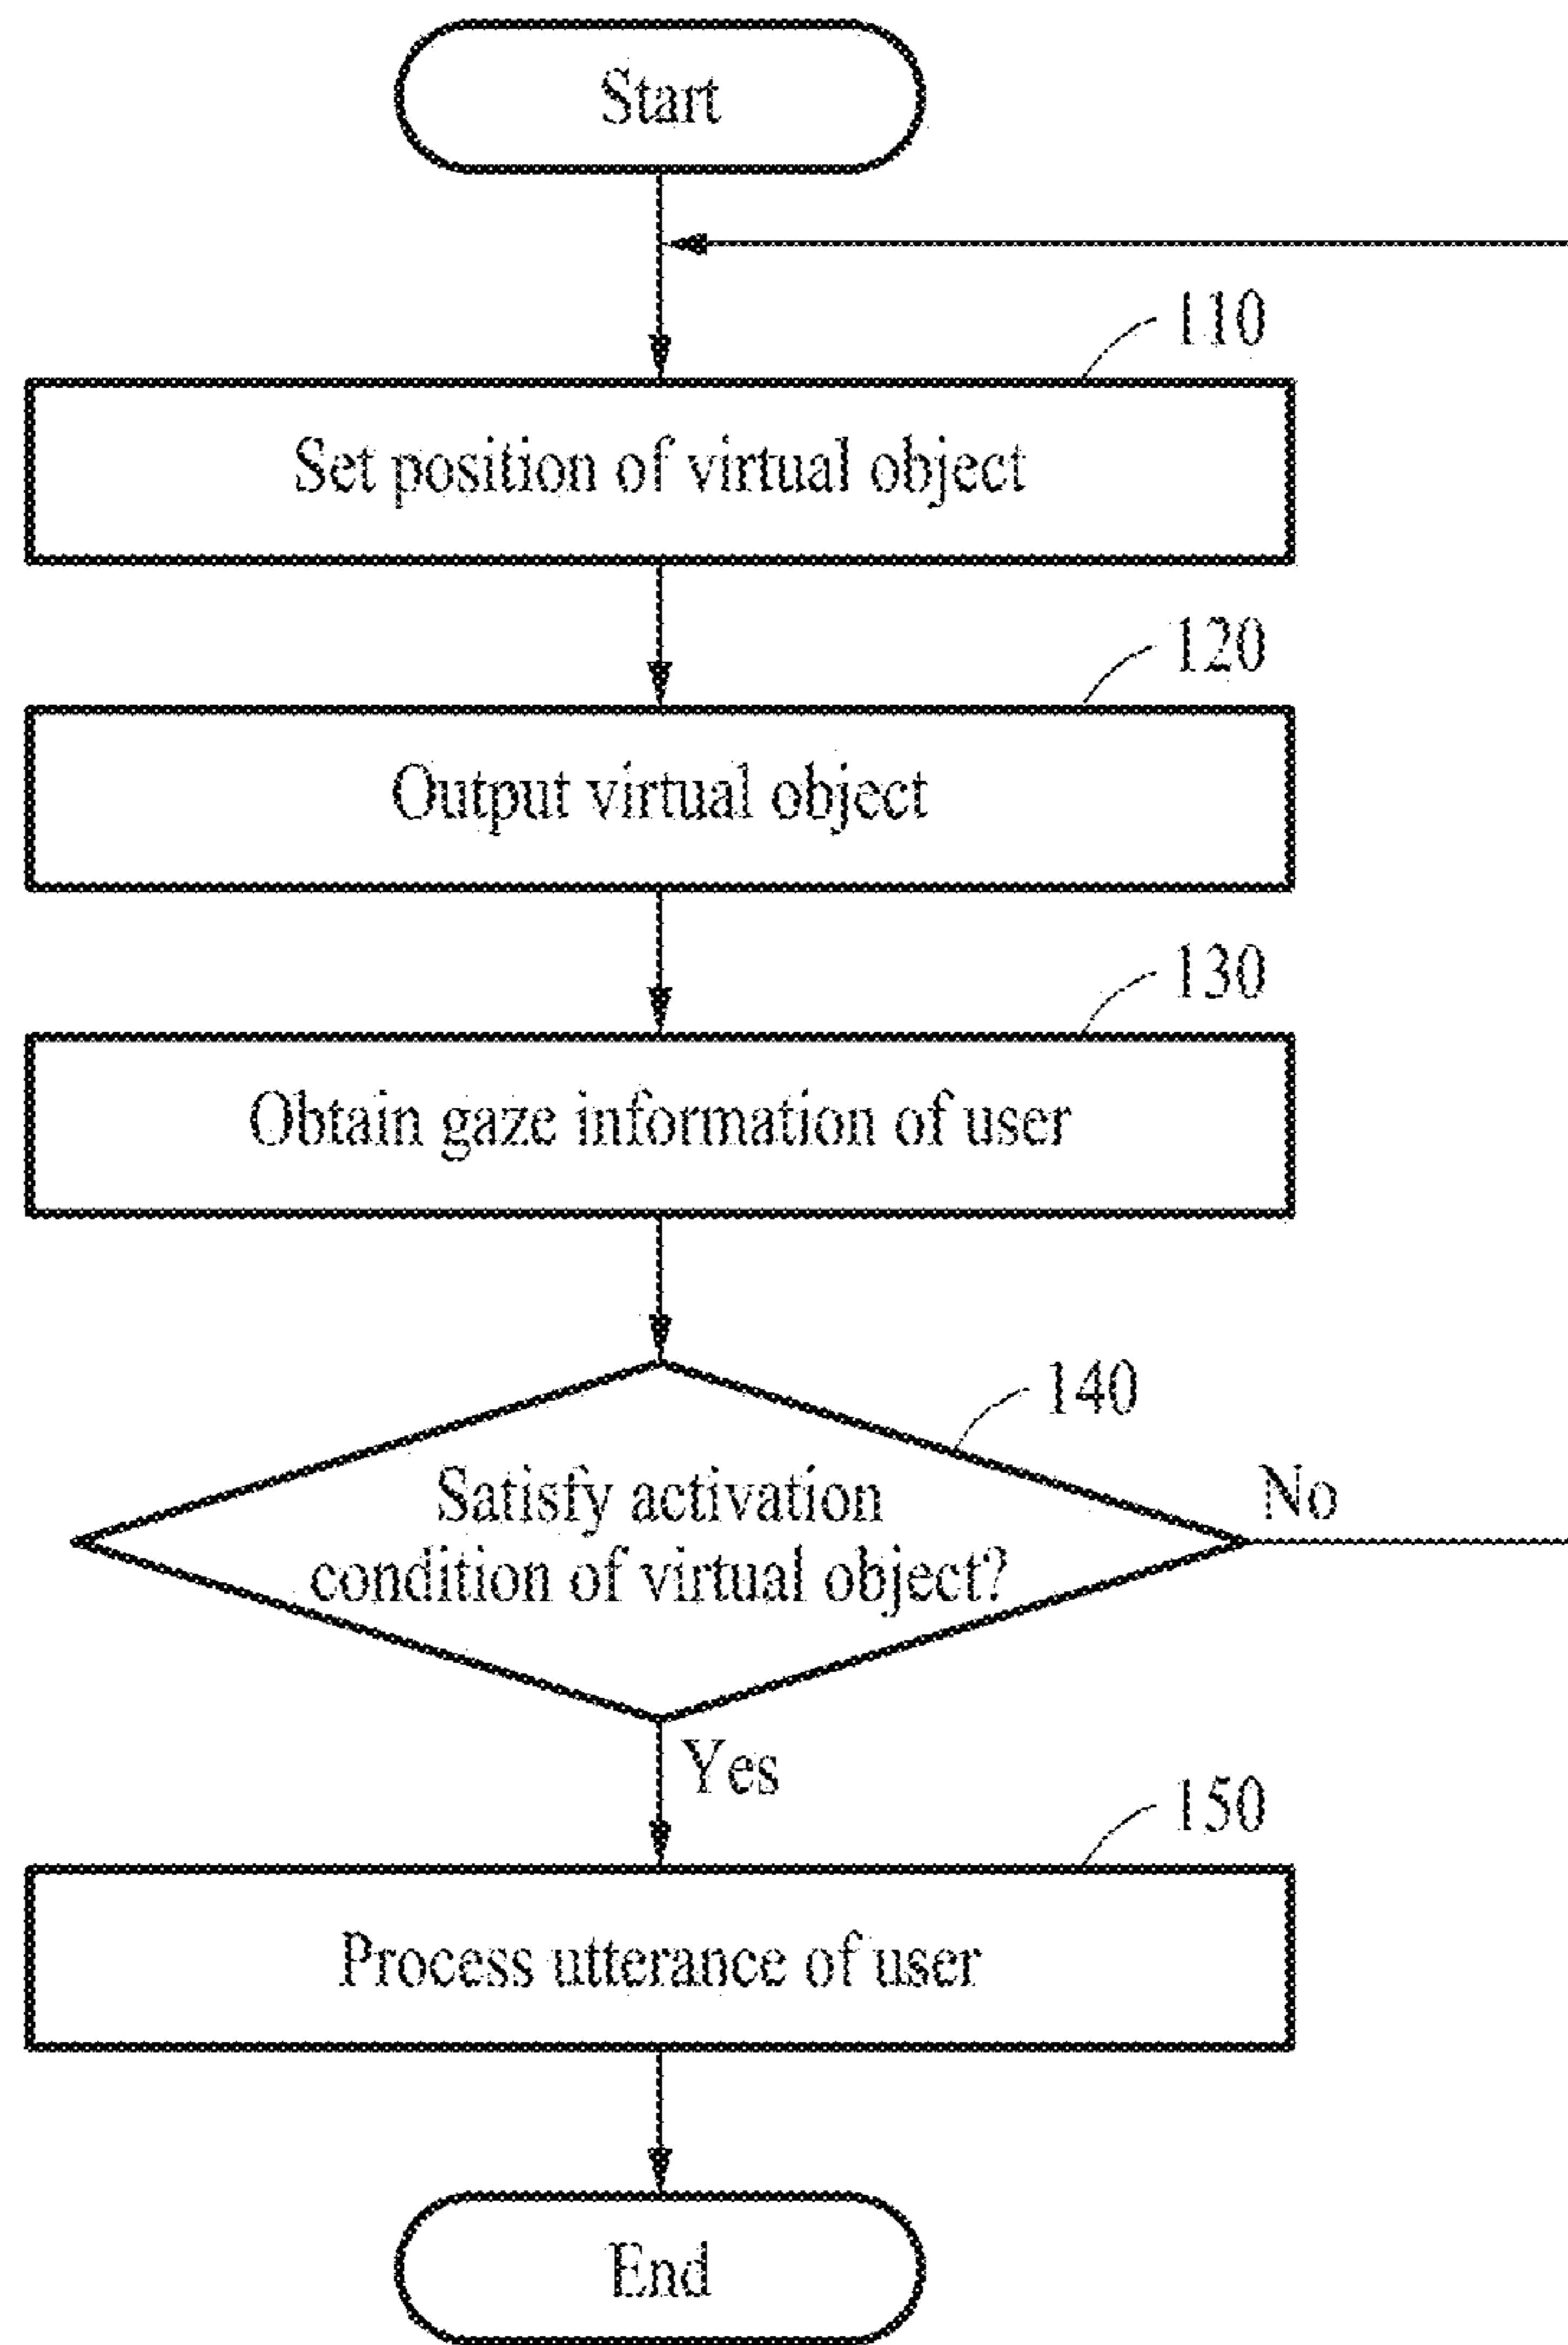 Start
110
Set position of virtual object
120
Output virtual object
130
Obtain gaze information of user
140
Satisfy activation
condition of virtual object?
No
Yes
150
Process utterance of user
End